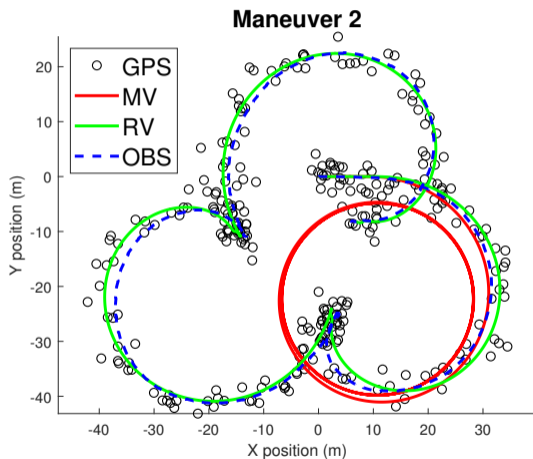 Maneuver 2
GPS
MV
RV
OBS
20
10
0
-10
-20
-30
-40
Y position (m)
-40 -30 -20 -10 0 10 20 30
X position (m)